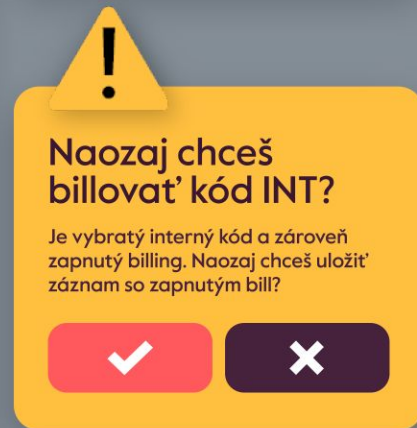 Naozaj chceš
billovať kód INT?
Je vybratý interný kód a zároveň
zapnutý billing. Naozaj chceš uložiť
záznam so zapnutým bill?